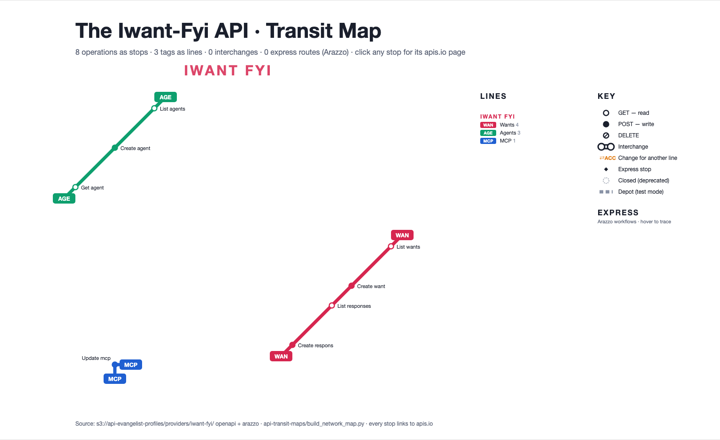 The Iwant-Fyi API · Transit Map
8 operations as stops · 3 tags as lines · 0 interchanges · 0 express routes (Arazzo) · click any stop for its apis.io page
IWANT FYI
AGE
List agents
Create agent
Get agent
AGE
WAN
List wants
Create want
List responses
Create respons
WAN
Update mcp
MCP
MCP
LINES
IWANT FYI
WAN Wants 4
AGE Agents 3
MCP MCP 1
KEY
GET — read
POST — write
DELETE
Interchange
⇄ACC Change for another line
Express stop
Closed (deprecated)
Depot (test mode)
EXPRESS
Arazzo workflows · hover to trace
Source: s3://api-evangelist-profiles/providers/iwant-fyi/ openapi + arazzo · api-transit-maps/build_network_map.py · every stop links to apis.io